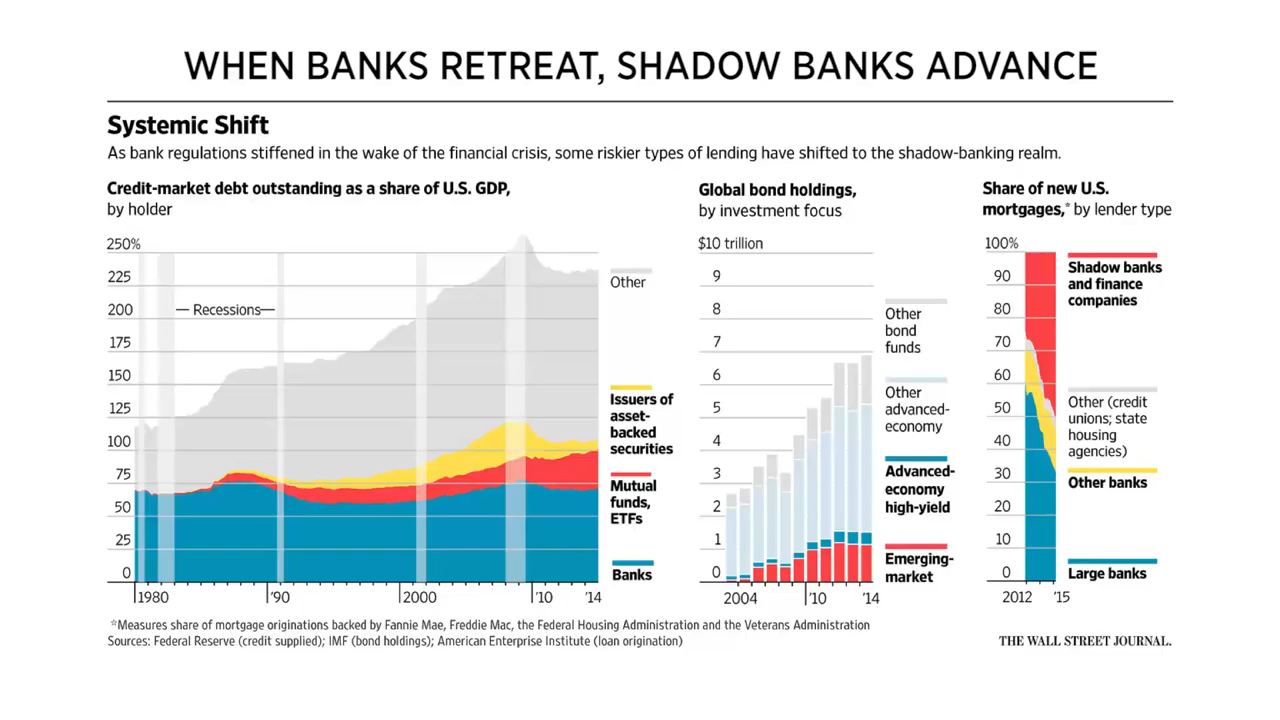 WHEN BANKS RETREAT, SHADOW BANKS ADVANCE
Systemic Shift
As bank regulations stiffened in the wake of the financial crisis, some riskier types of lending have shifted to the shadow-banking realm.
Credit-market debt outstanding as a share of U.S. GDP,
by holder
250%
225
200
175
150
125
100
75
50
25
0
Recessions
1980
'90
2000
'10
'14
Other
Issuers of
asset-
backed
securities
Mutual
funds,
ETFs
Banks
Global bond holdings,
by investment focus
$10 trillion
9
8
7
6
5
4
3
2
1
0
2004
'10
'14
Other
bond
funds
Other
advanced-
economy
Advanced-
economy
high-yield
Emerging-
market
Share of new U.S.
mortgages,* by lender type
100%
90
80
70
60
50
40
30
20
10
0
2012
'15
Shadow banks
and finance
companies
Other (credit
unions; state
housing
agencies)
Other banks
Large banks
*Measures share of mortgage originations backed by Fannie Mae, Freddie Mac, the Federal Housing Administration and the Veterans Administration
Sources: Federal Reserve (credit supplied); IMF (bond holdings); American Enterprise Institute (loan origination)
THE WALL STREET JOURNAL.